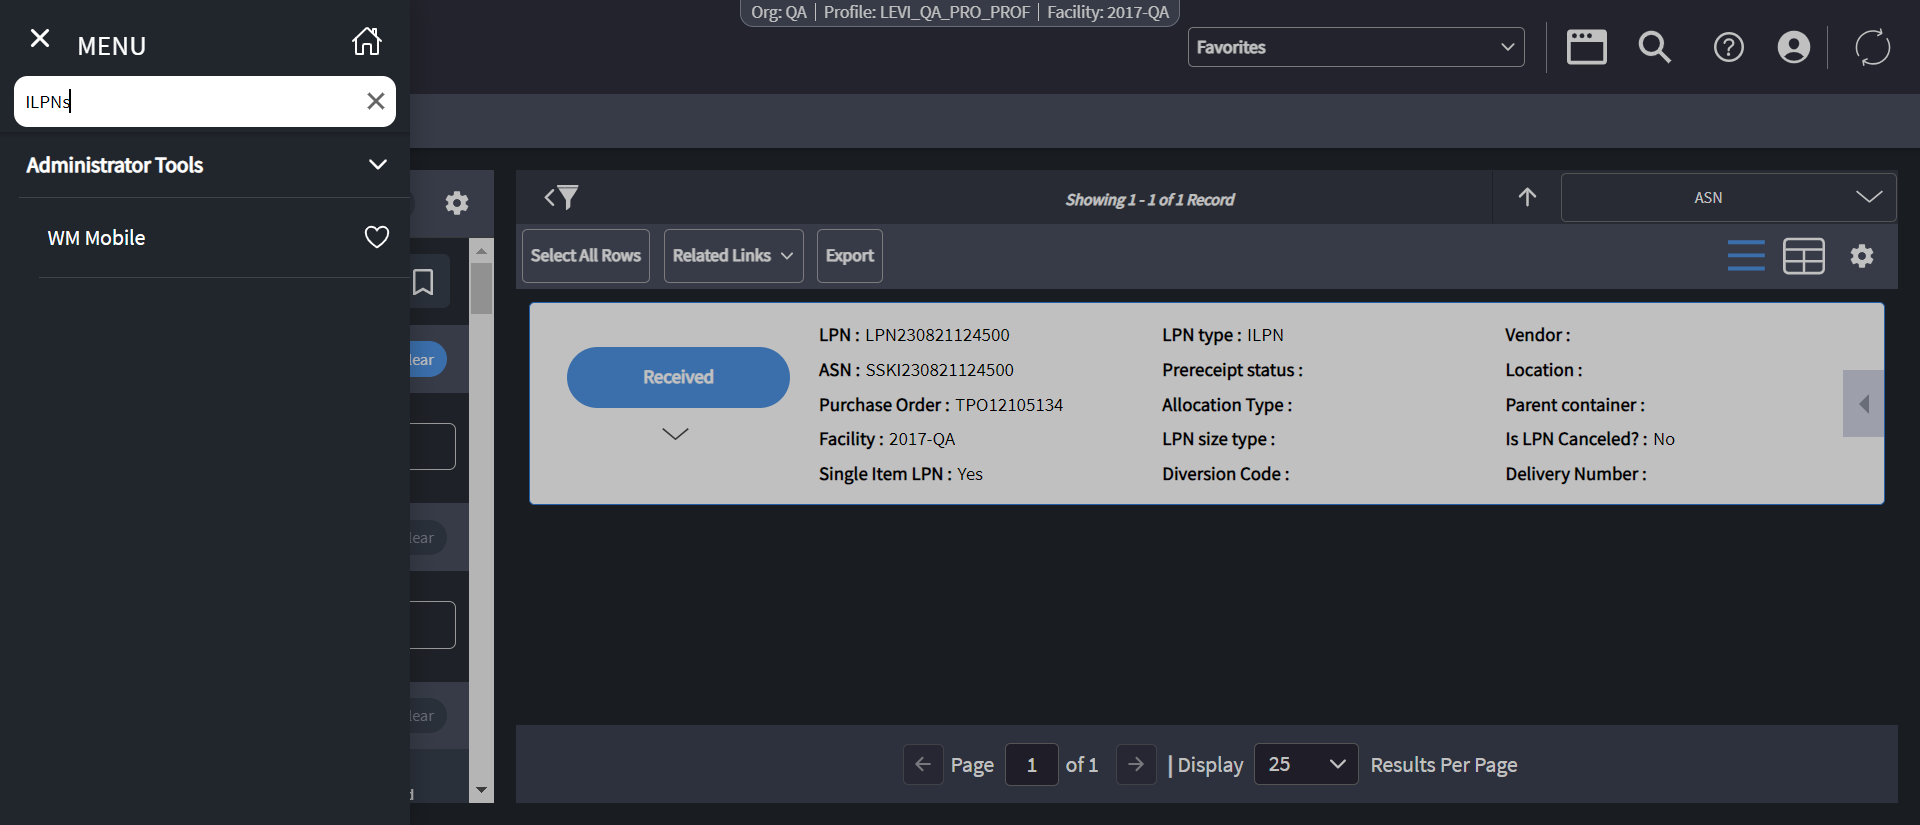 Org: QA | Profile: LEVI_QA_PRO_PROF | Facility: 2017-QA
MENU
Favorites
ILPNs
Administrator Tools
WM Mobile
lear
lear
lear
Showing 1 - 1 of 1 Record
ASN
Select All Rows
Related Links
Export
Received
LPN : LPN230821124500
ASN : SSKI230821124500
Purchase Order : TPO12105134
Facility : 2017-QA
Single Item LPN : Yes
LPN type : ILPN
Prereceipt status :
Allocation Type :
LPN size type :
Diversion Code :
Vendor :
Location :
Parent container :
Is LPN Canceled? : No
Delivery Number :
Page 1 of 1 | Display 25 Results Per Page